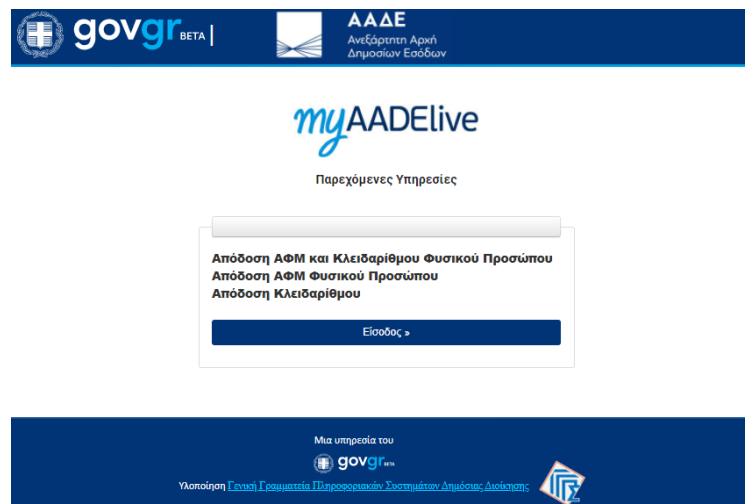 govgr BETA |
ΑΑΔΕ
Ανεξάρτητη Αρχή
Δημοσίων Εσόδων
myAADElive
Παρεχόμενες Υπηρεσίες
Απόδοση ΑΦΜ και Κλειδαρίθμου Φυσικού Προσώπου
Απόδοση ΑΦΜ Φυσικού Προσώπου
Απόδοση Κλειδαρίθμου
Είσοδος »
Μια υπηρεσία του
govgr BETA
Υλοποίηση Γενική Γραμματεία Πληροφοριακών Συστημάτων Δημόσιας Διοίκησης
ΓΓΠΣ